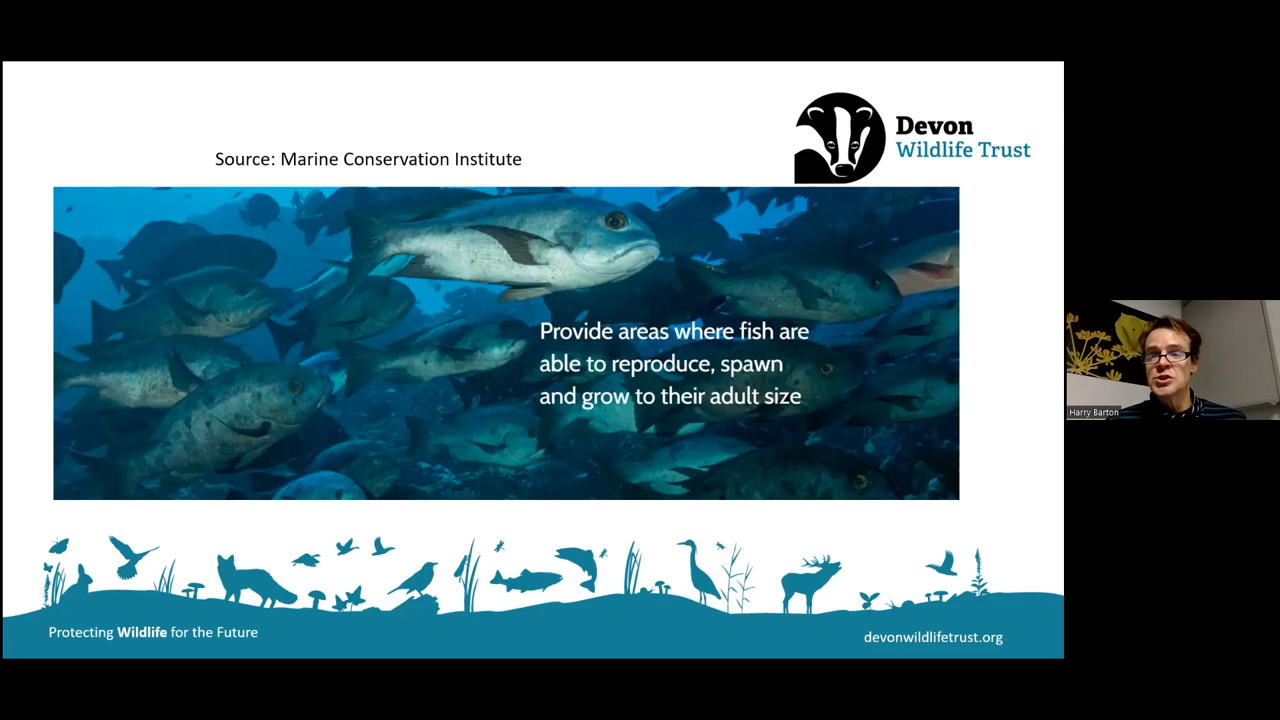 Source: Marine Conservation Institute
Devon
Wildlife Trust
Provide areas where fish are
able to reproduce, spawn
and grow to their adult size
Harry Barton
Protecting Wildlife for the Future
devonwildlifetrust.org